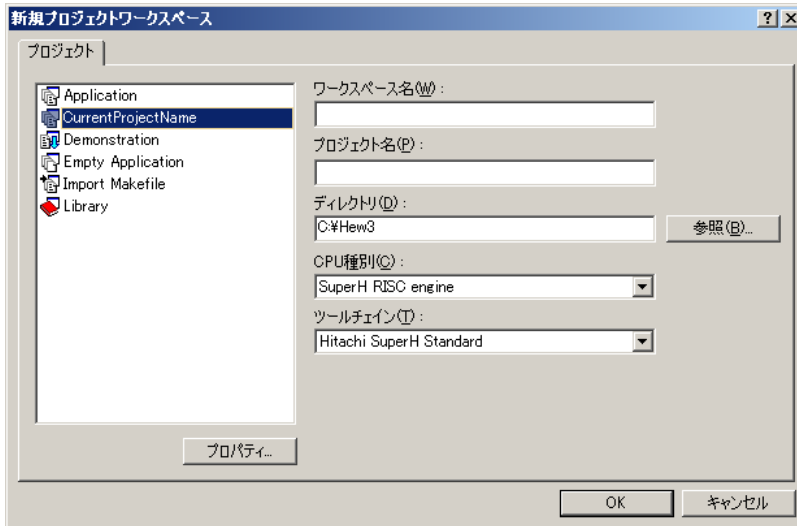 新規プロジェクトワークスペース
プロジェクト
Application
CurrentProjectName
Demonstration
Empty Application
Import Makefile
Library
プロパティ...
ワークスペース名(W) :
プロジェクト名(P) :
ディレクトリ(D) :
C:¥Hew3
参照(B)...
CPU種別(C) :
SuperH RISC engine
ツールチェイン(T) :
Hitachi SuperH Standard
OK
キャンセル